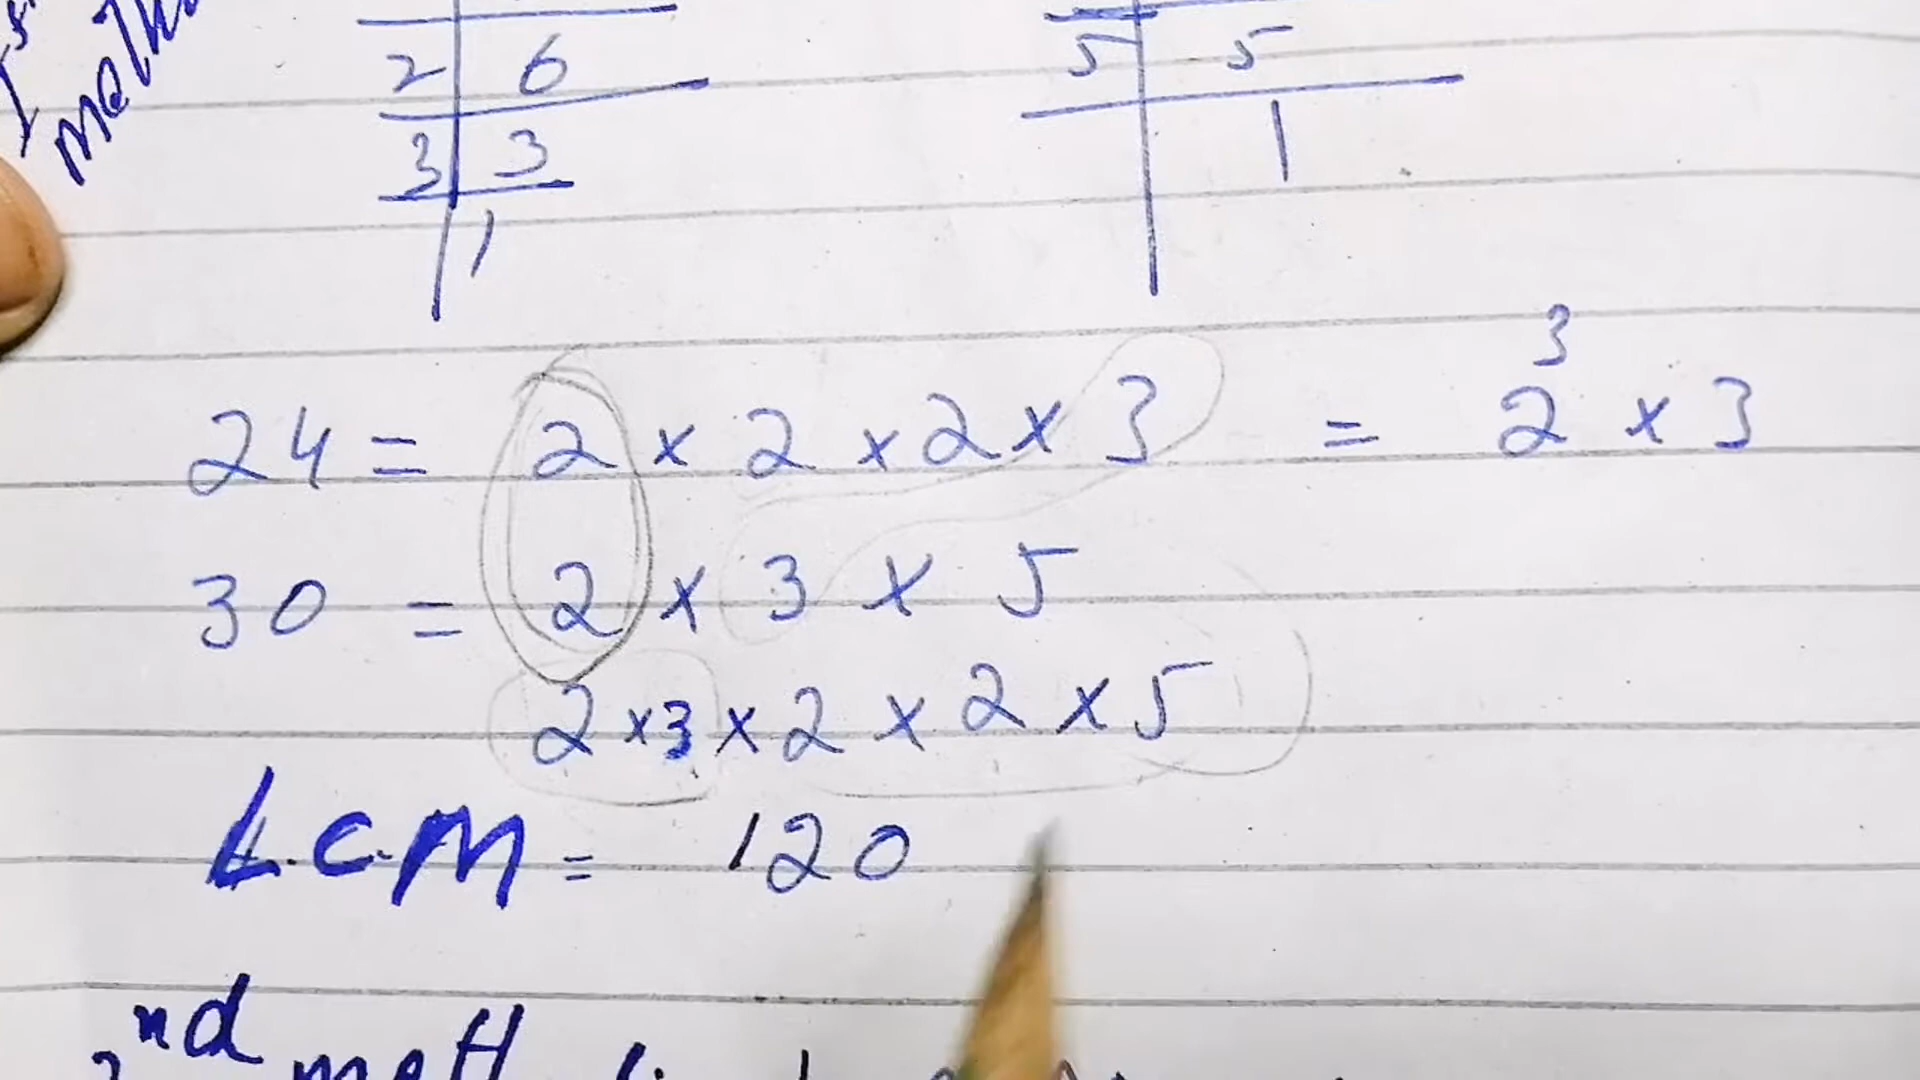 2 6
5 5
3 3
1
1
24 = 2 x 2 x 2 x 3 = 2³ x 3
30 = 2 x 3 x 5
2 x 3 x 2 x 2 x 5
L.C.M = 120
nd